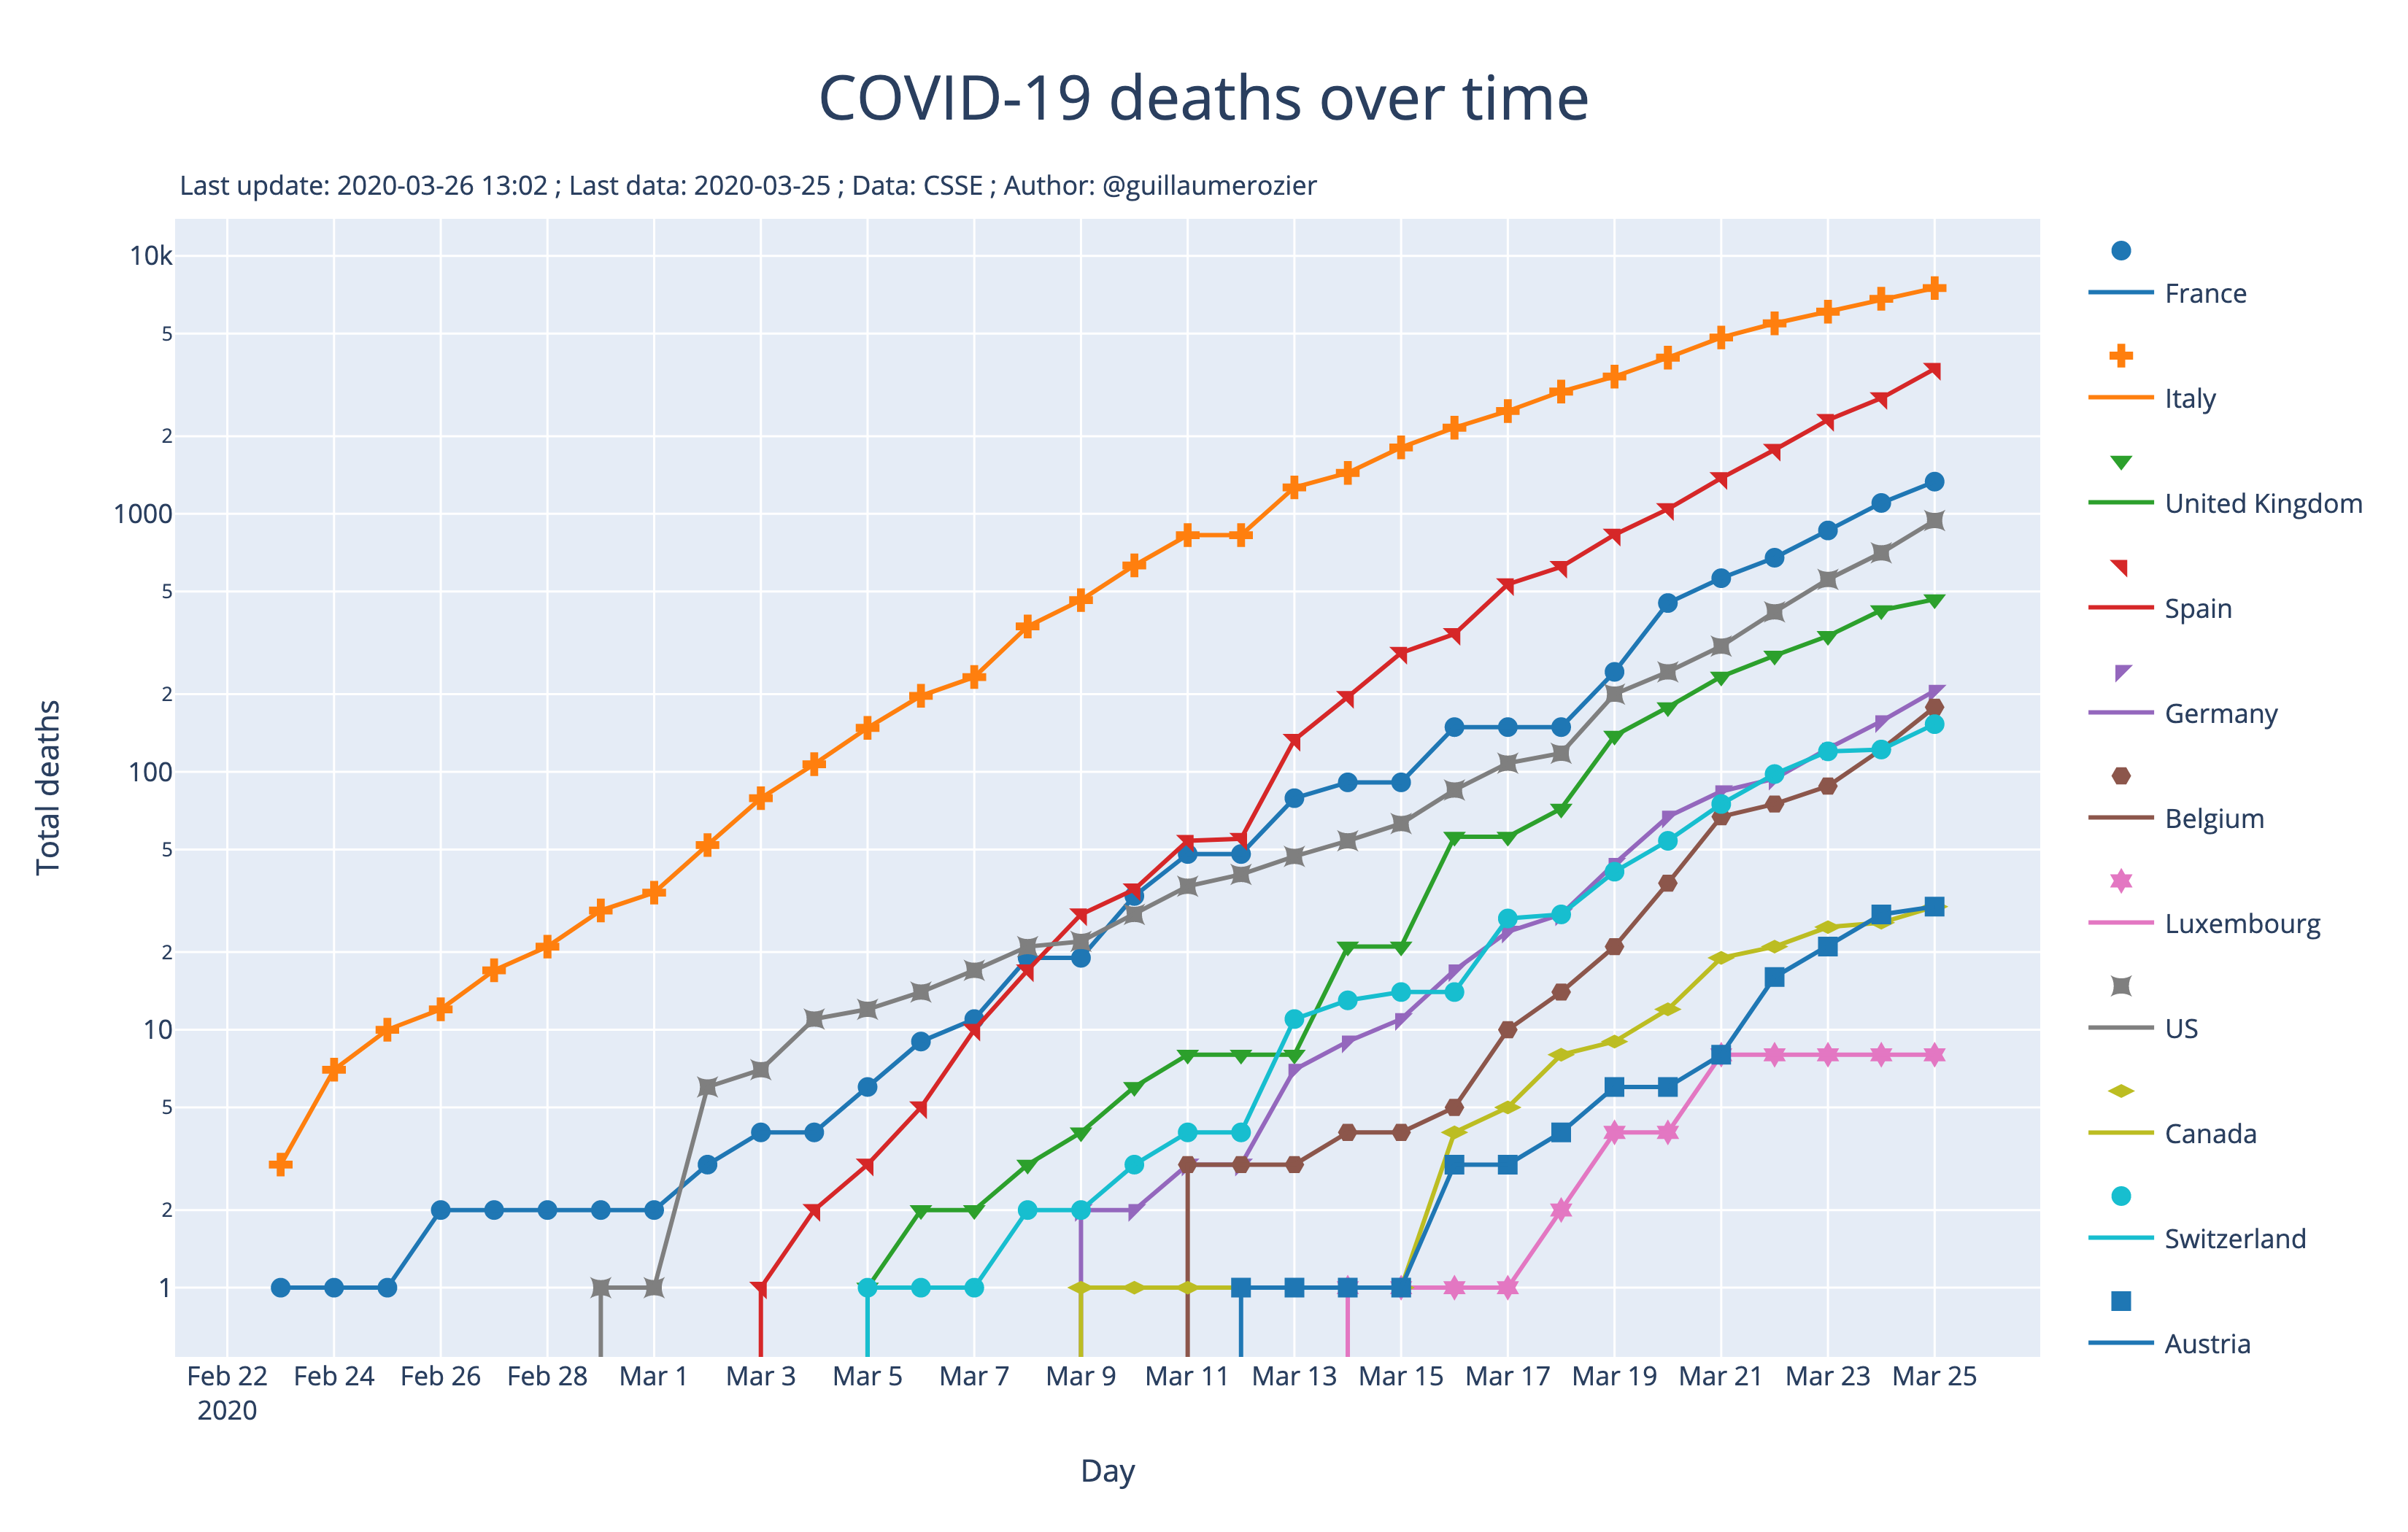 COVID-19 deaths over time
Last update: 2020-03-26 13:02 ; Last data: 2020-03-25 ; Data: CSSE ; Author: @guillaumerozier
10k
5
2
1000
5
2
100
5
2
10
5
2
1
Total deaths
Feb 22 Feb 24 Feb 26 Feb 28 Mar 1 Mar 3 Mar 5 Mar 7 Mar 9 Mar 11 Mar 13 Mar 15 Mar 17 Mar 19 Mar 21 Mar 23 Mar 25
2020
Day
France
Italy
United Kingdom
Spain
Germany
Belgium
Luxembourg
US
Canada
Switzerland
Austria